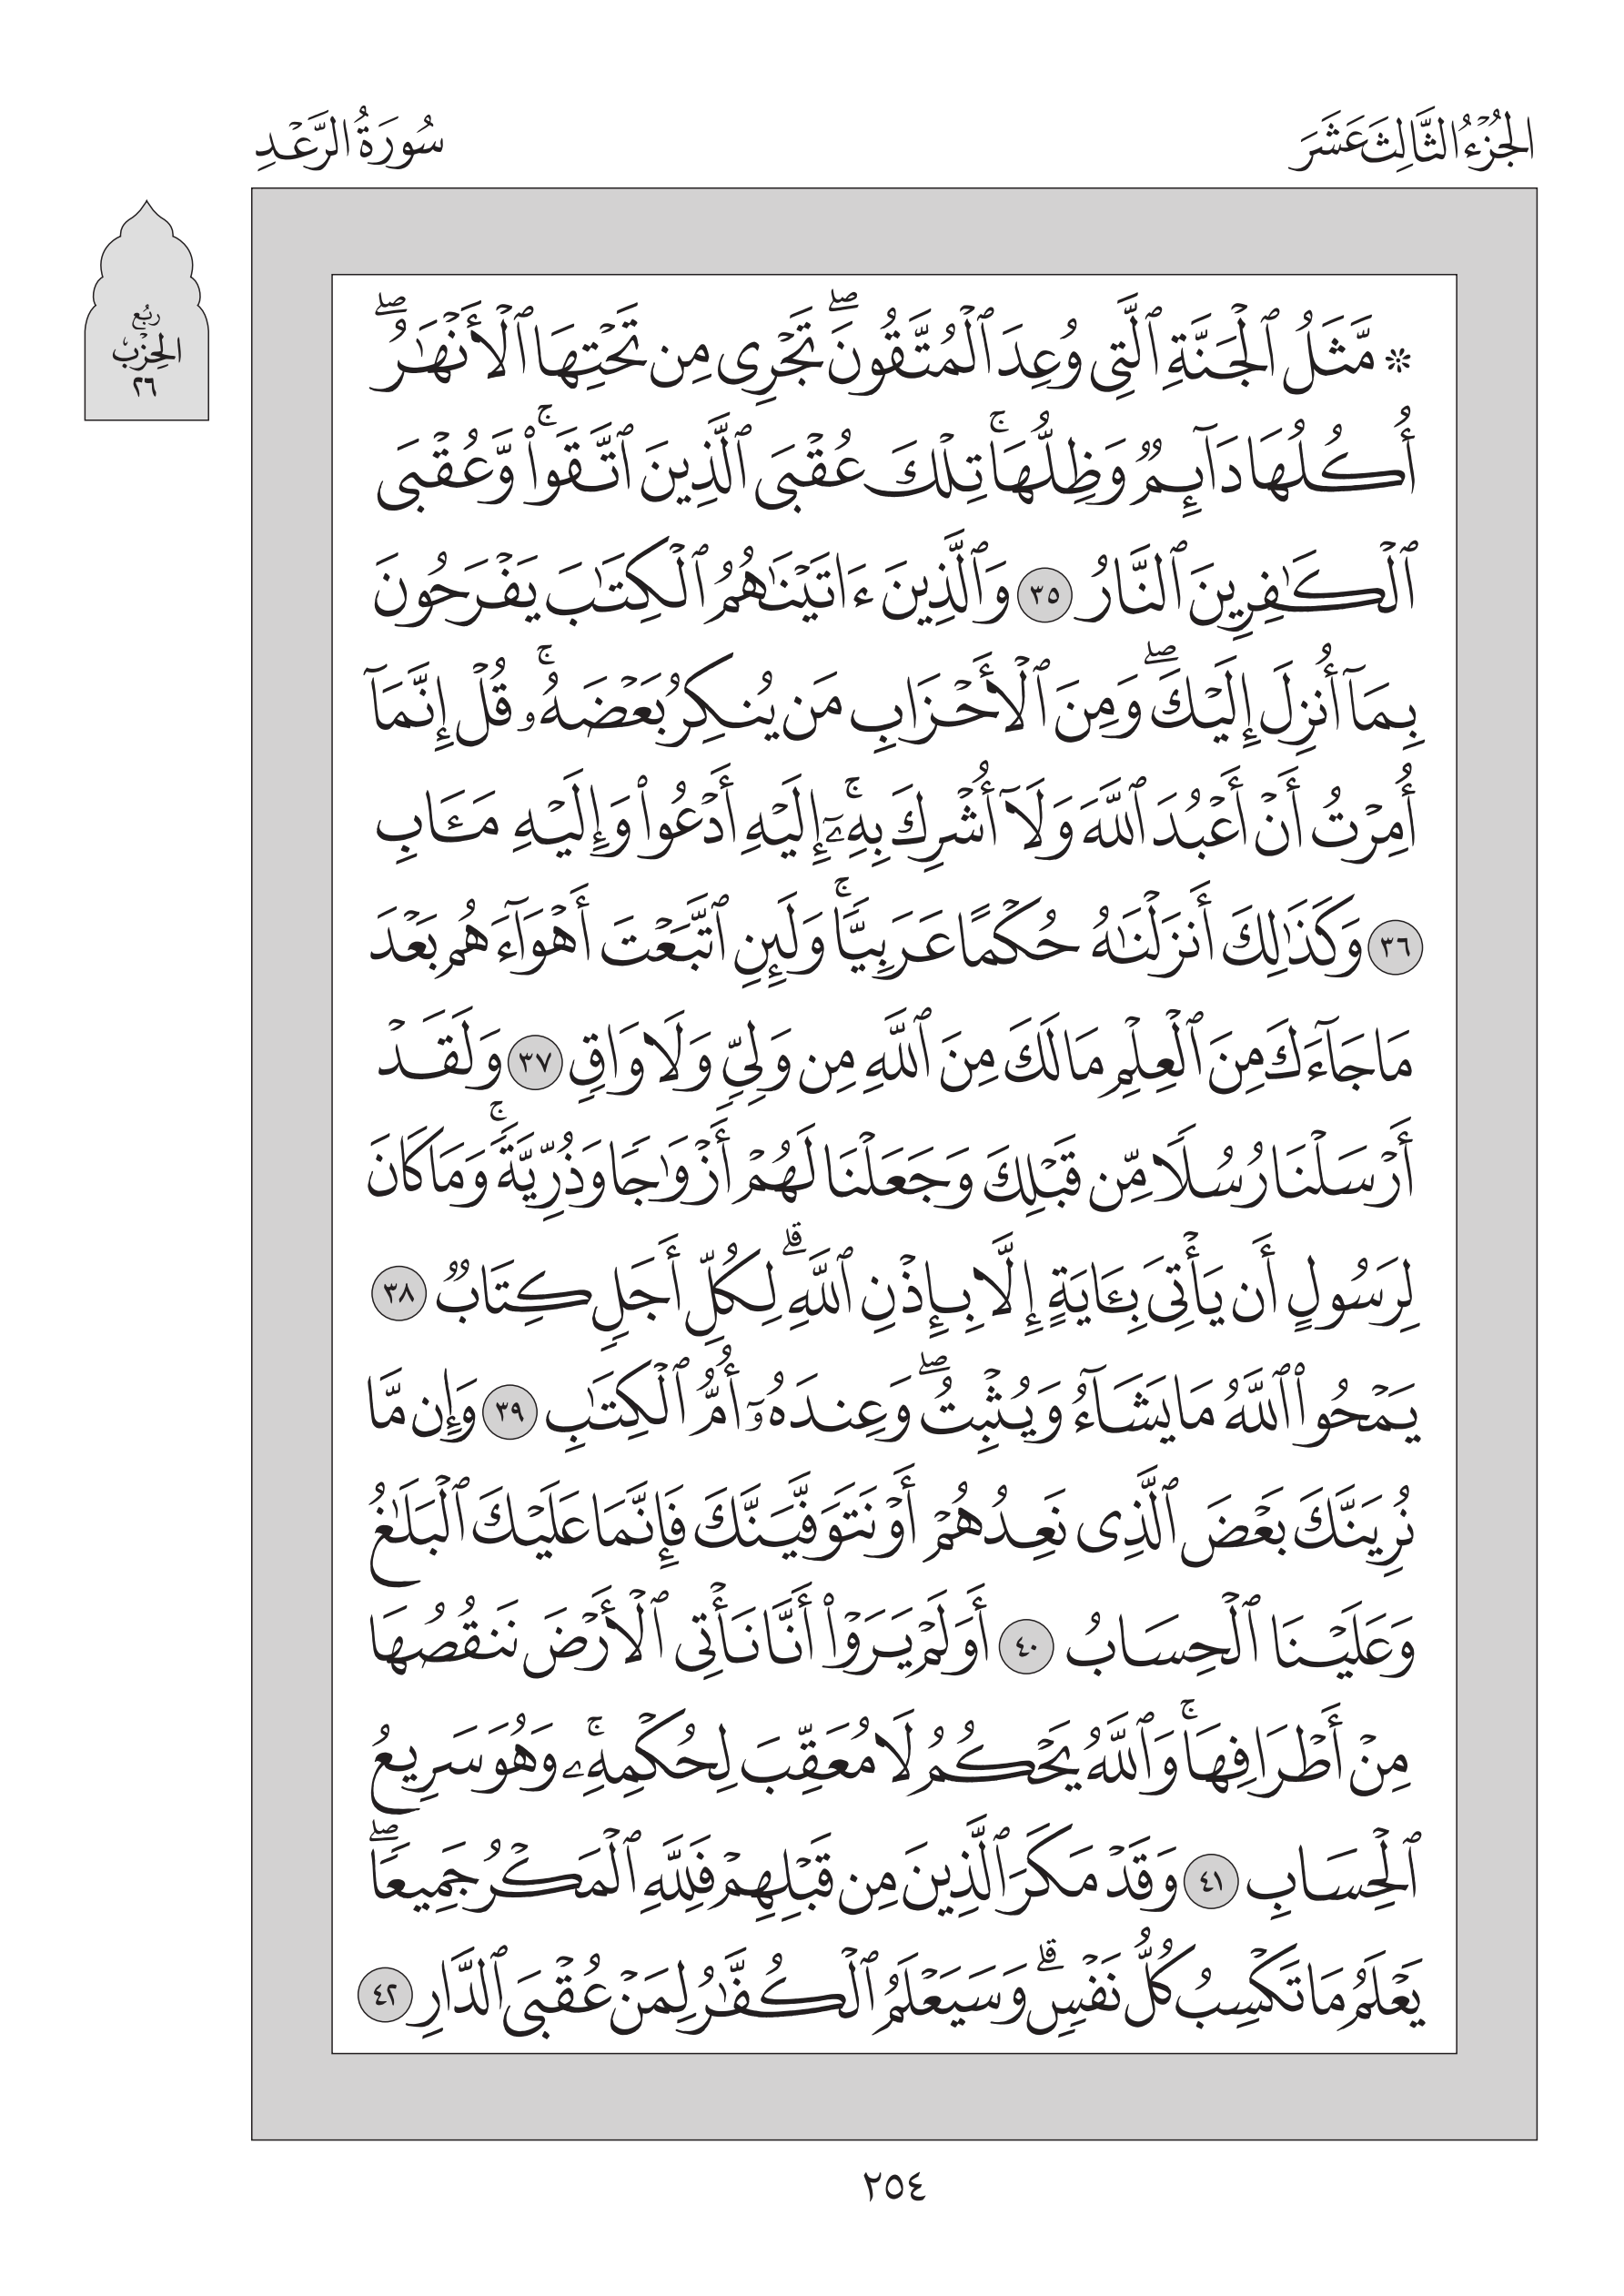 الجُزْءُ الثَّالِثَ عَشَرَ
سُورَةُ الرَّعْدِ
رُبُع
الحِزْب
٢٦
۞ مَّثَلُ ٱلْجَنَّةِ ٱلَّتِى وُعِدَ ٱلْمُتَّقُونَۖ تَجْرِى مِن تَحْتِهَا ٱلْأَنْهَٰرُۖ
أُكُلُهَا دَآئِمٌ وَظِلُّهَاۚ تِلْكَ عُقْبَى ٱلَّذِينَ ٱتَّقَوا۟ۚ وَّعُقْبَى
ٱلْكَٰفِرِينَ ٱلنَّارُ ٣٥ وَٱلَّذِينَ ءَاتَيْنَٰهُمُ ٱلْكِتَٰبَ يَفْرَحُونَ
بِمَآ أُنزِلَ إِلَيْكَۖ وَمِنَ ٱلْأَحْزَابِ مَن يُنكِرُ بَعْضَهُۥۚ قُلْ إِنَّمَآ
أُمِرْتُ أَنْ أَعْبُدَ ٱللَّهَ وَلَآ أُشْرِكَ بِهِۦٓۚ إِلَيْهِ أَدْعُوا۟ وَإِلَيْهِ مَـَٔابِ
٣٦ وَكَذَٰلِكَ أَنزَلْنَٰهُ حُكْمًا عَرَبِيًّاۚ وَلَئِنِ ٱتَّبَعْتَ أَهْوَآءَهُم بَعْدَ
مَا جَآءَكَ مِنَ ٱلْعِلْمِ مَا لَكَ مِنَ ٱللَّهِ مِن وَلِىٍّ وَلَا وَاقٍ ٣٧ وَلَقَدْ
أَرْسَلْنَا رُسُلًا مِّن قَبْلِكَ وَجَعَلْنَا لَهُمْ أَزْوَٰجًا وَذُرِّيَّةًۚ وَمَا كَانَ
لِرَسُولٍ أَن يَأْتِىَ بِـَٔايَةٍ إِلَّا بِإِذْنِ ٱللَّهِۗ لِكُلِّ أَجَلٍ كِتَابٌ ٣٨
يَمْحُوا۟ ٱللَّهُ مَا يَشَآءُ وَيُثْبِتُۖ وَعِندَهُۥٓ أُمُّ ٱلْكِتَٰبِ ٣٩ وَإِن مَّا
نُرِيَنَّكَ بَعْضَ ٱلَّذِى نَعِدُهُمْ أَوْ نَتَوَفَّيَنَّكَ فَإِنَّمَا عَلَيْكَ ٱلْبَلَٰغُ
وَعَلَيْنَا ٱلْحِسَابُ ٤٠ أَوَلَمْ يَرَوْا۟ أَنَّا نَأْتِى ٱلْأَرْضَ نَنقُصُهَا
مِنْ أَطْرَافِهَاۚ وَٱللَّهُ يَحْكُمُ لَا مُعَقِّبَ لِحُكْمِهِۦۚ وَهُوَ سَرِيعُ
ٱلْحِسَابِ ٤١ وَقَدْ مَكَرَ ٱلَّذِينَ مِن قَبْلِهِمْ فَلِلَّهِ ٱلْمَكْرُ جَمِيعًاۖ
يَعْلَمُ مَا تَكْسِبُ كُلُّ نَفْسٍۗ وَسَيَعْلَمُ ٱلْكُفَّٰرُ لِمَنْ عُقْبَى ٱلدَّارِ ٤٢
٢٥٤